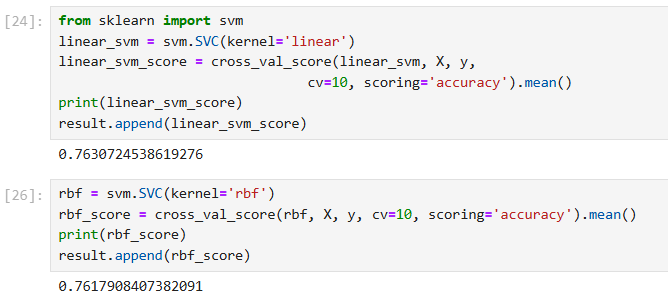 [24]: from sklearn import svm
linear_svm = svm.SVC(kernel='linear')
linear_svm_score = cross_val_score(linear_svm, X, y,
cv=10, scoring='accuracy').mean()
print(linear_svm_score)
result.append(linear_svm_score)
0.7630724538619276
[26]: rbf = svm.SVC(kernel='rbf')
rbf_score = cross_val_score(rbf, X, y, cv=10, scoring='accuracy').mean()
print(rbf_score)
result.append(rbf_score)
0.7617908407382091